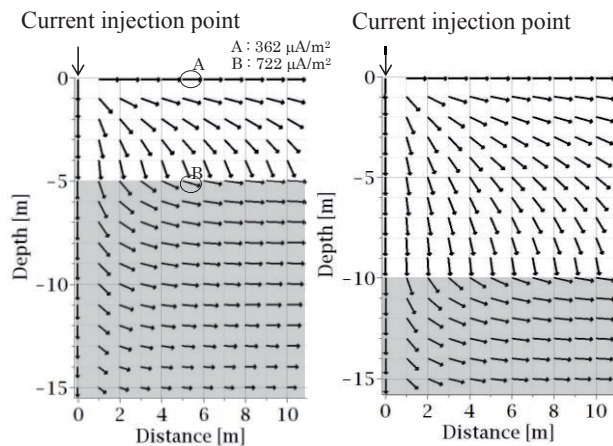 Current injection point
Current injection point
A
A : 362 μA/m²
B : 722 μA/m²
B
0
−5
−10
−15
Depth [m]
0 2 4 6 8 10
Distance [m]
0
−5
−10
−15
Depth [m]
0 2 4 6 8 10
Distance [m]